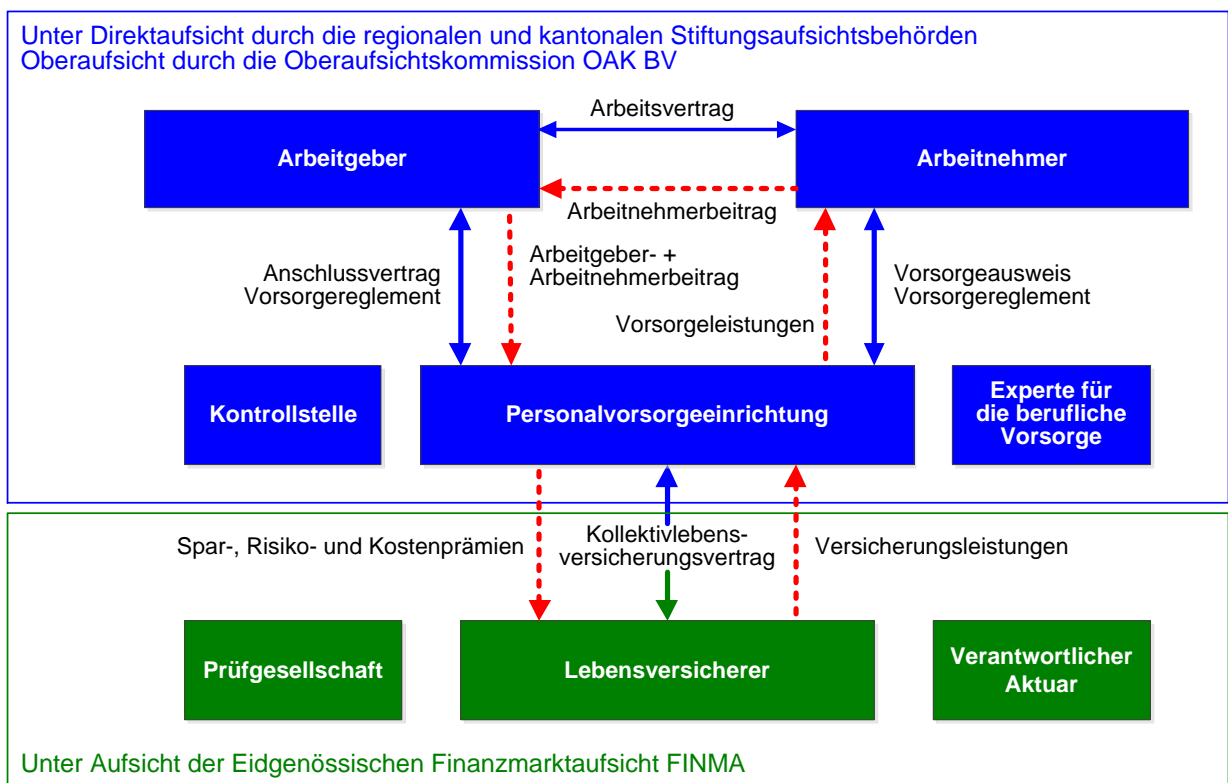 Unter Direktaufsicht durch die regionalen und kantonalen Stiftungsaufsichtsbehörden
Oberaufsicht durch die Oberaufsichtskommission OAK BV
Arbeitsvertrag
Arbeitgeber
Arbeitnehmer
Arbeitnehmerbeitrag
Anschlussvertrag
Vorsorgereglement
Arbeitgeber- +
Arbeitnehmerbeitrag
Vorsorgeleistungen
Vorsorgeausweis
Vorsorgereglement
Kontrollstelle
Personalvorsorgeeinrichtung
Experte für
die berufliche
Vorsorge
Spar-, Risiko- und Kostenprämien
Kollektivlebens-
versicherungsvertrag
Versicherungsleistungen
Prüfgesellschaft
Lebensversicherer
Verantwortlicher
Aktuar
Unter Aufsicht der Eidgenössischen Finanzmarktaufsicht FINMA